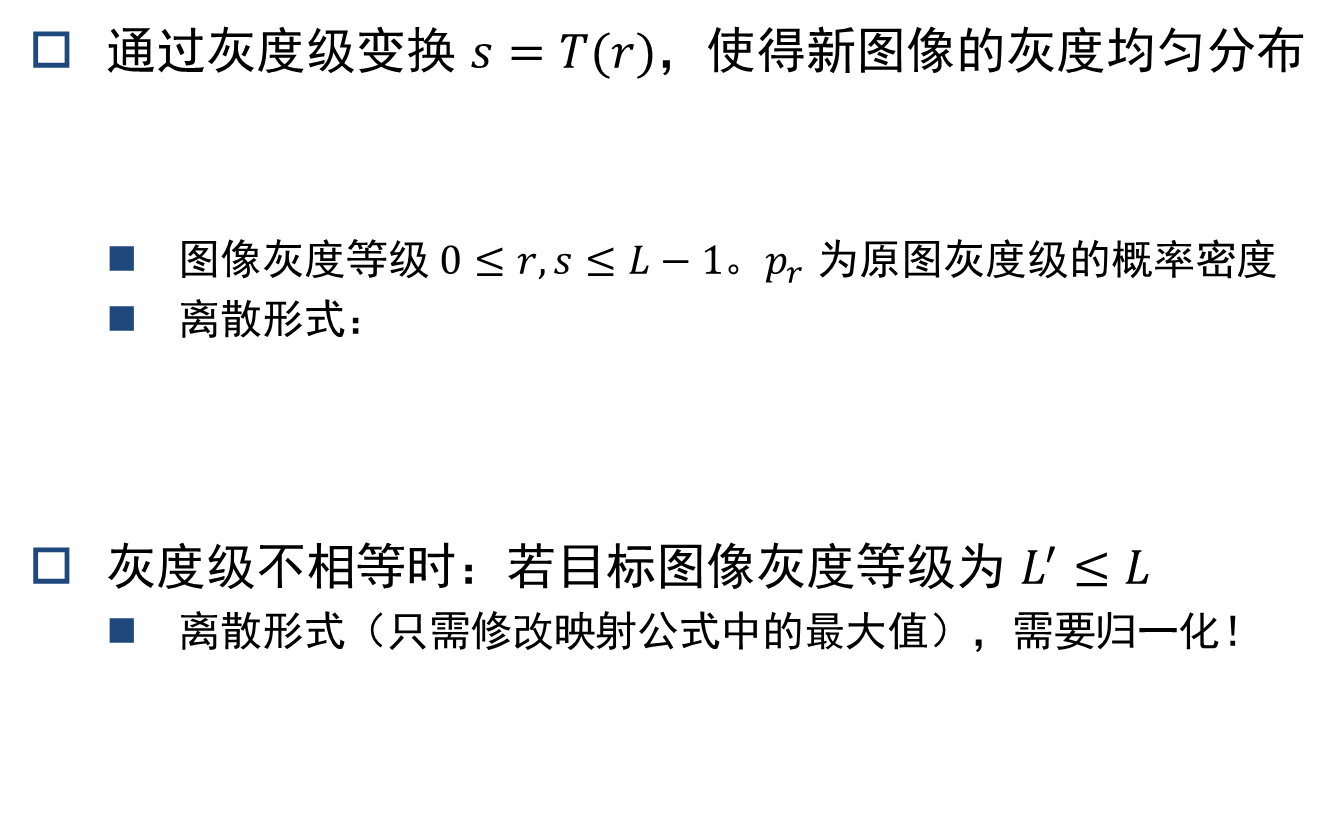 通过灰度级变换 s = T(r)，使得新图像的灰度均匀分布
图像灰度等级 0 ≤ r, s ≤ L − 1。p_r 为原图灰度级的概率密度
离散形式：
灰度级不相等时：若目标图像灰度等级为 L′ ≤ L
离散形式（只需修改映射公式中的最大值），需要归一化！